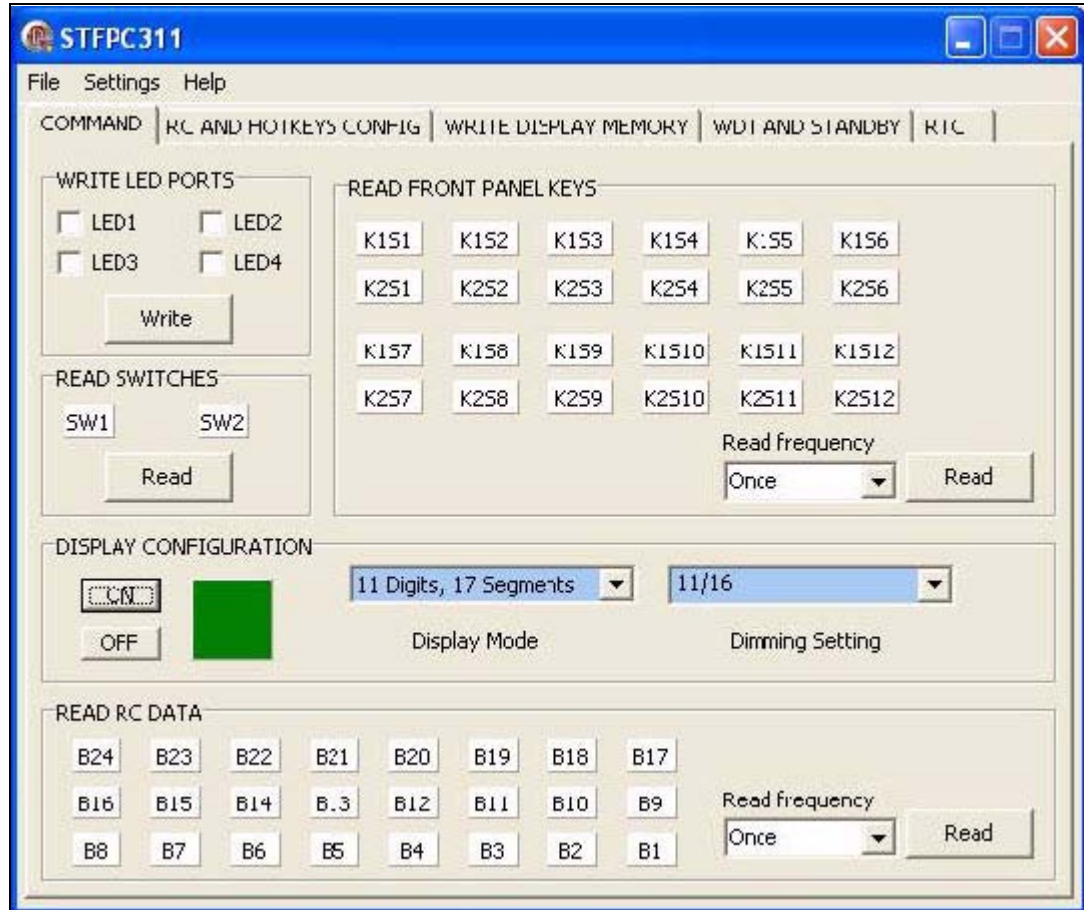 STFPC311
File Settings Help
COMMAND RC AND HOTKEYS CONFIG WRITE DISPLAY MEMORY WDT AND STANDBY RTC
WRITE LED PORTS
LED1 LED2
LED3 LED4
Write
READ SWITCHES
SW1 SW2
Read
READ FRONT PANEL KEYS
K1S1 K1S2 K1S3 K1S4 K1S5 K1S6
K2S1 K2S2 K2S3 K2S4 K2S5 K2S6
K1S7 K1S8 K1S9 K1S10 K1S11 K1S12
K2S7 K2S8 K2S9 K2S10 K2S11 K2S12
Read frequency
Once Read
DISPLAY CONFIGURATION
ON
OFF
11 Digits, 17 Segments 11/16
Display Mode Dimming Setting
READ RC DATA
B24 B23 B22 B21 B20 B19 B18 B17
B16 B15 B14 B13 B12 B11 B10 B9
B8 B7 B6 B5 B4 B3 B2 B1
Read frequency
Once Read